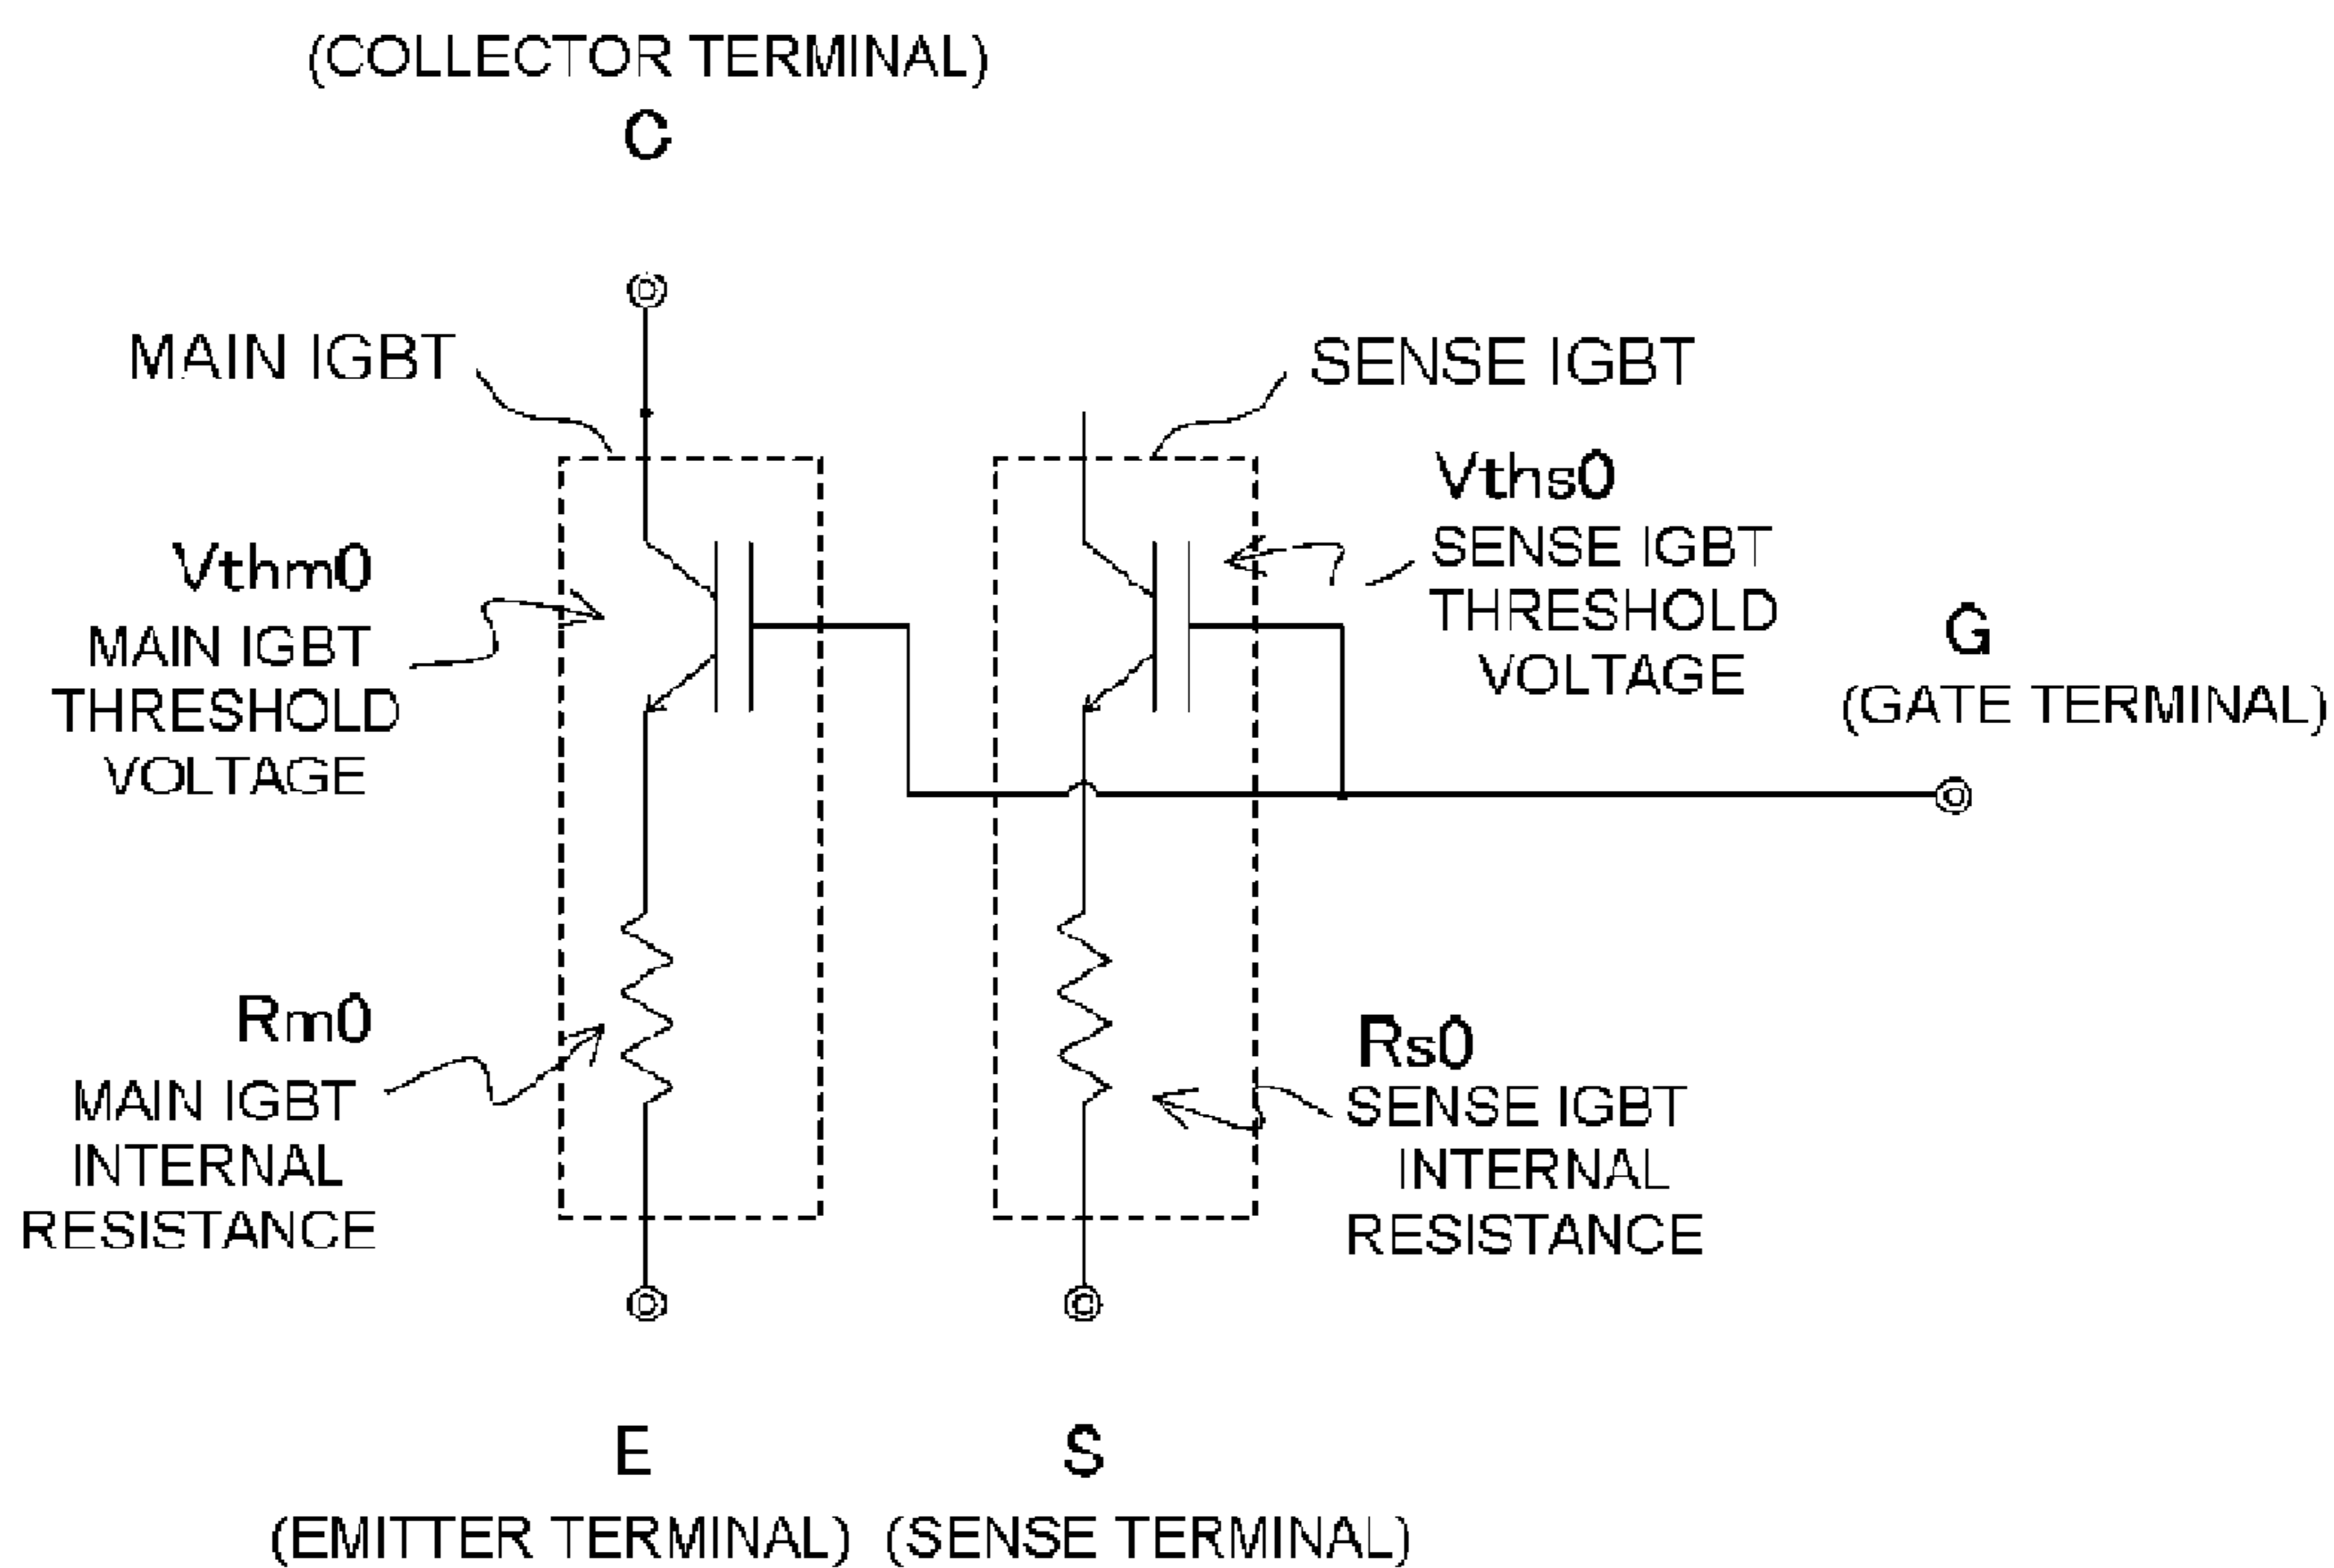 (COLLECTOR TERMINAL)
C
MAIN IGBT
SENSE IGBT
Vths0
SENSE IGBT
THRESHOLD
VOLTAGE
Vthm0
MAIN IGBT
THRESHOLD
VOLTAGE
G
(GATE TERMINAL)
Rm0
MAIN IGBT
INTERNAL
RESISTANCE
Rs0
SENSE IGBT
INTERNAL
RESISTANCE
E
(EMITTER TERMINAL)
S
(SENSE TERMINAL)